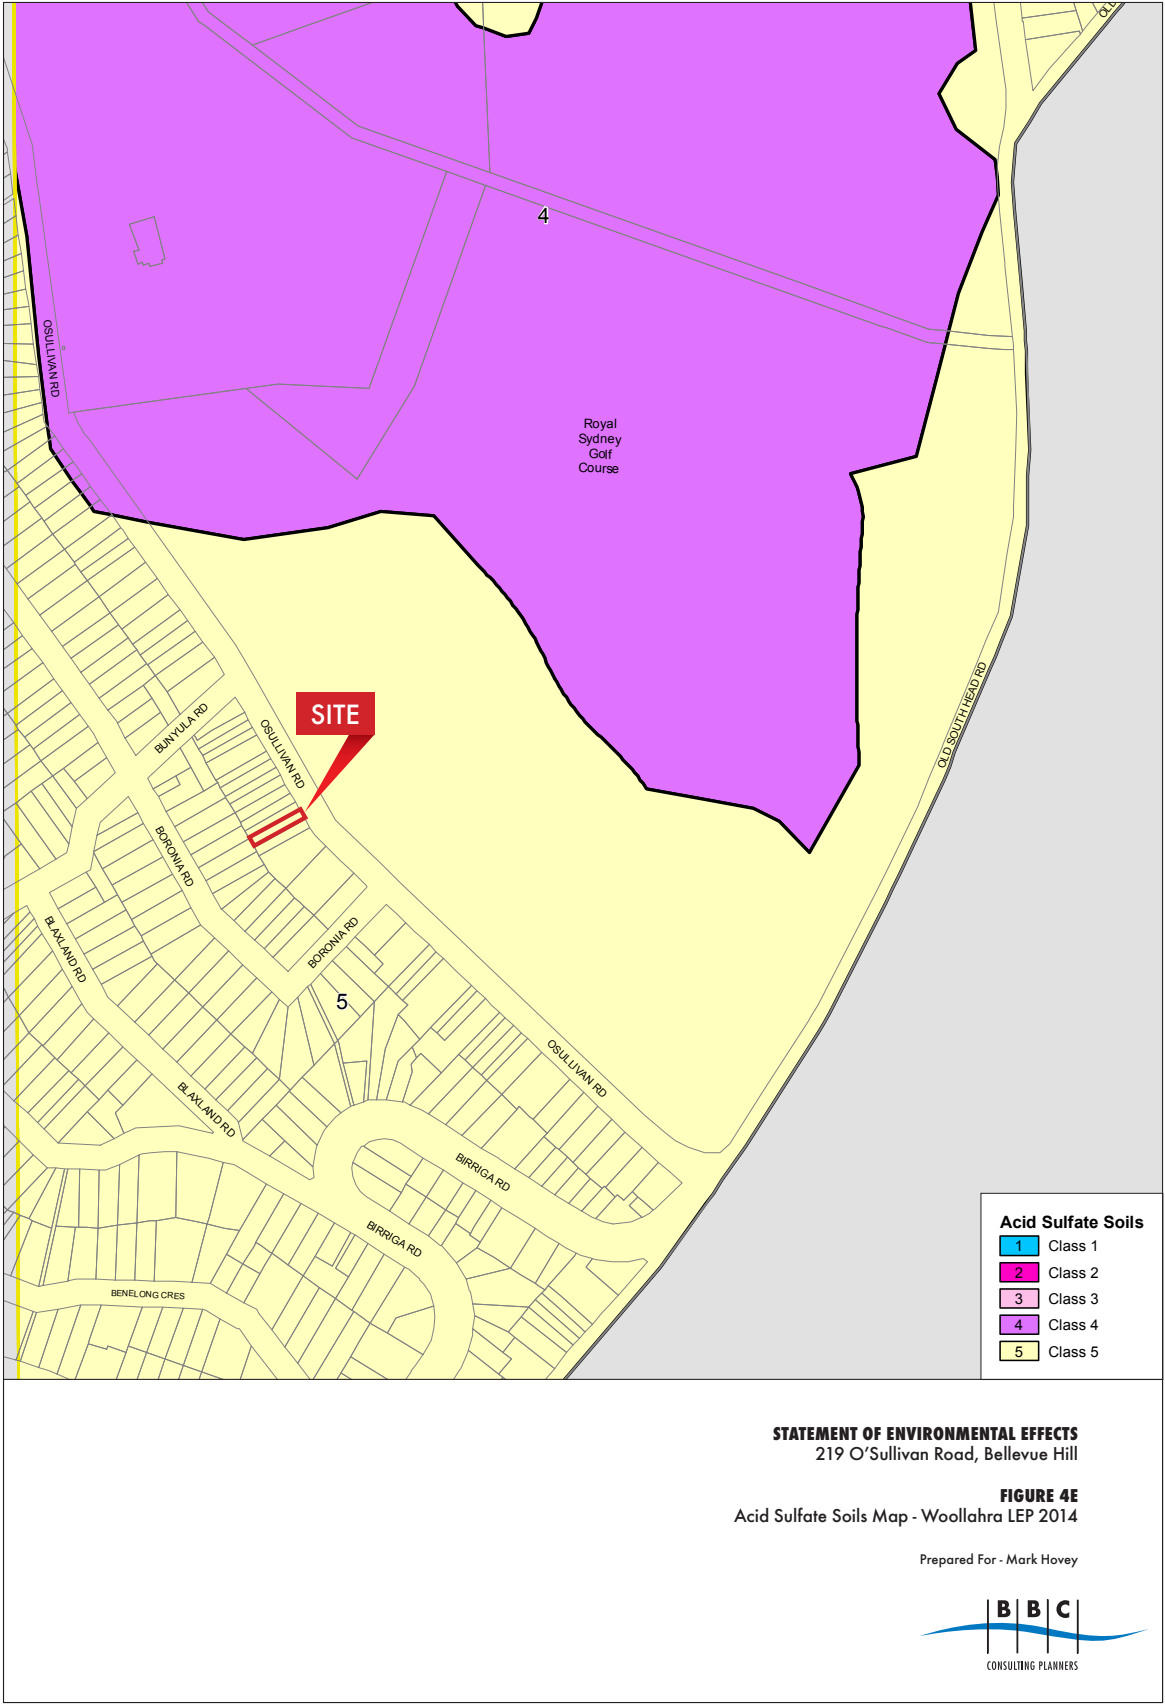 OLD
4
OSULLIVAN RD
Royal
Sydney
Golf
Course
OLD SOUTH HEAD RD
SITE
BUNYULA RD
OSULLIVAN RD
BORONIA RD
BLAXLAND RD
BORONIA RD
5
OSULLIVAN RD
BLAXLAND RD
BIRRIGA RD
BIRRIGA RD
BENELONG CRES
Acid Sulfate Soils
1 Class 1
2 Class 2
3 Class 3
4 Class 4
5 Class 5
STATEMENT OF ENVIRONMENTAL EFFECTS
219 O'Sullivan Road, Bellevue Hill
FIGURE 4E
Acid Sulfate Soils Map - Woollahra LEP 2014
Prepared For - Mark Hovey
BBC
CONSULTING PLANNERS